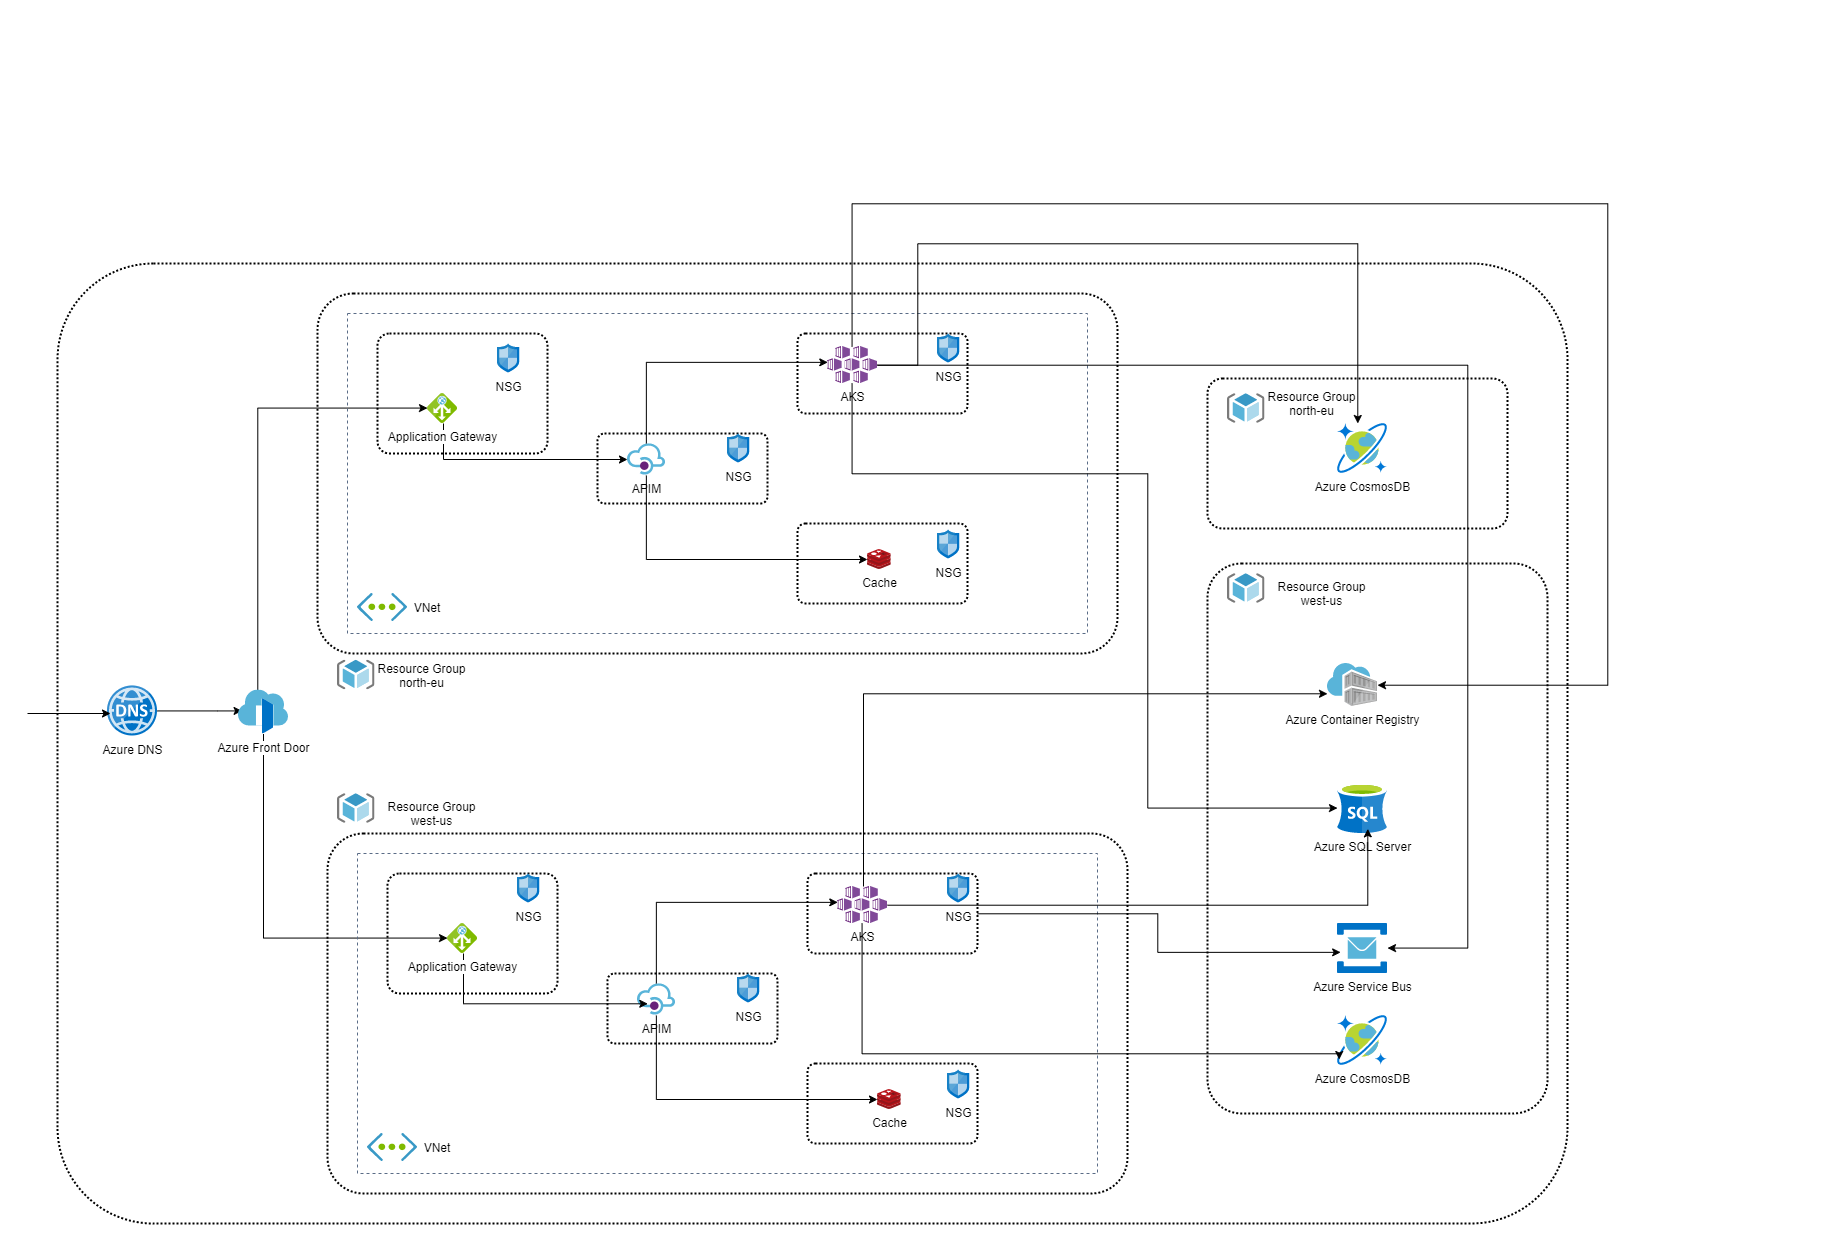 NSG
Application Gateway
APIM
NSG
AKS
NSG
Cache
NSG
VNet
Resource Group
north-eu
Resource Group
north-eu
Azure CosmosDB
Resource Group
west-us
Azure Container Registry
Azure SQL Server
SQL
Azure Service Bus
Azure CosmosDB
DNS
Azure DNS
Azure Front Door
Resource Group
west-us
NSG
Application Gateway
APIM
NSG
AKS
NSG
Cache
NSG
VNet